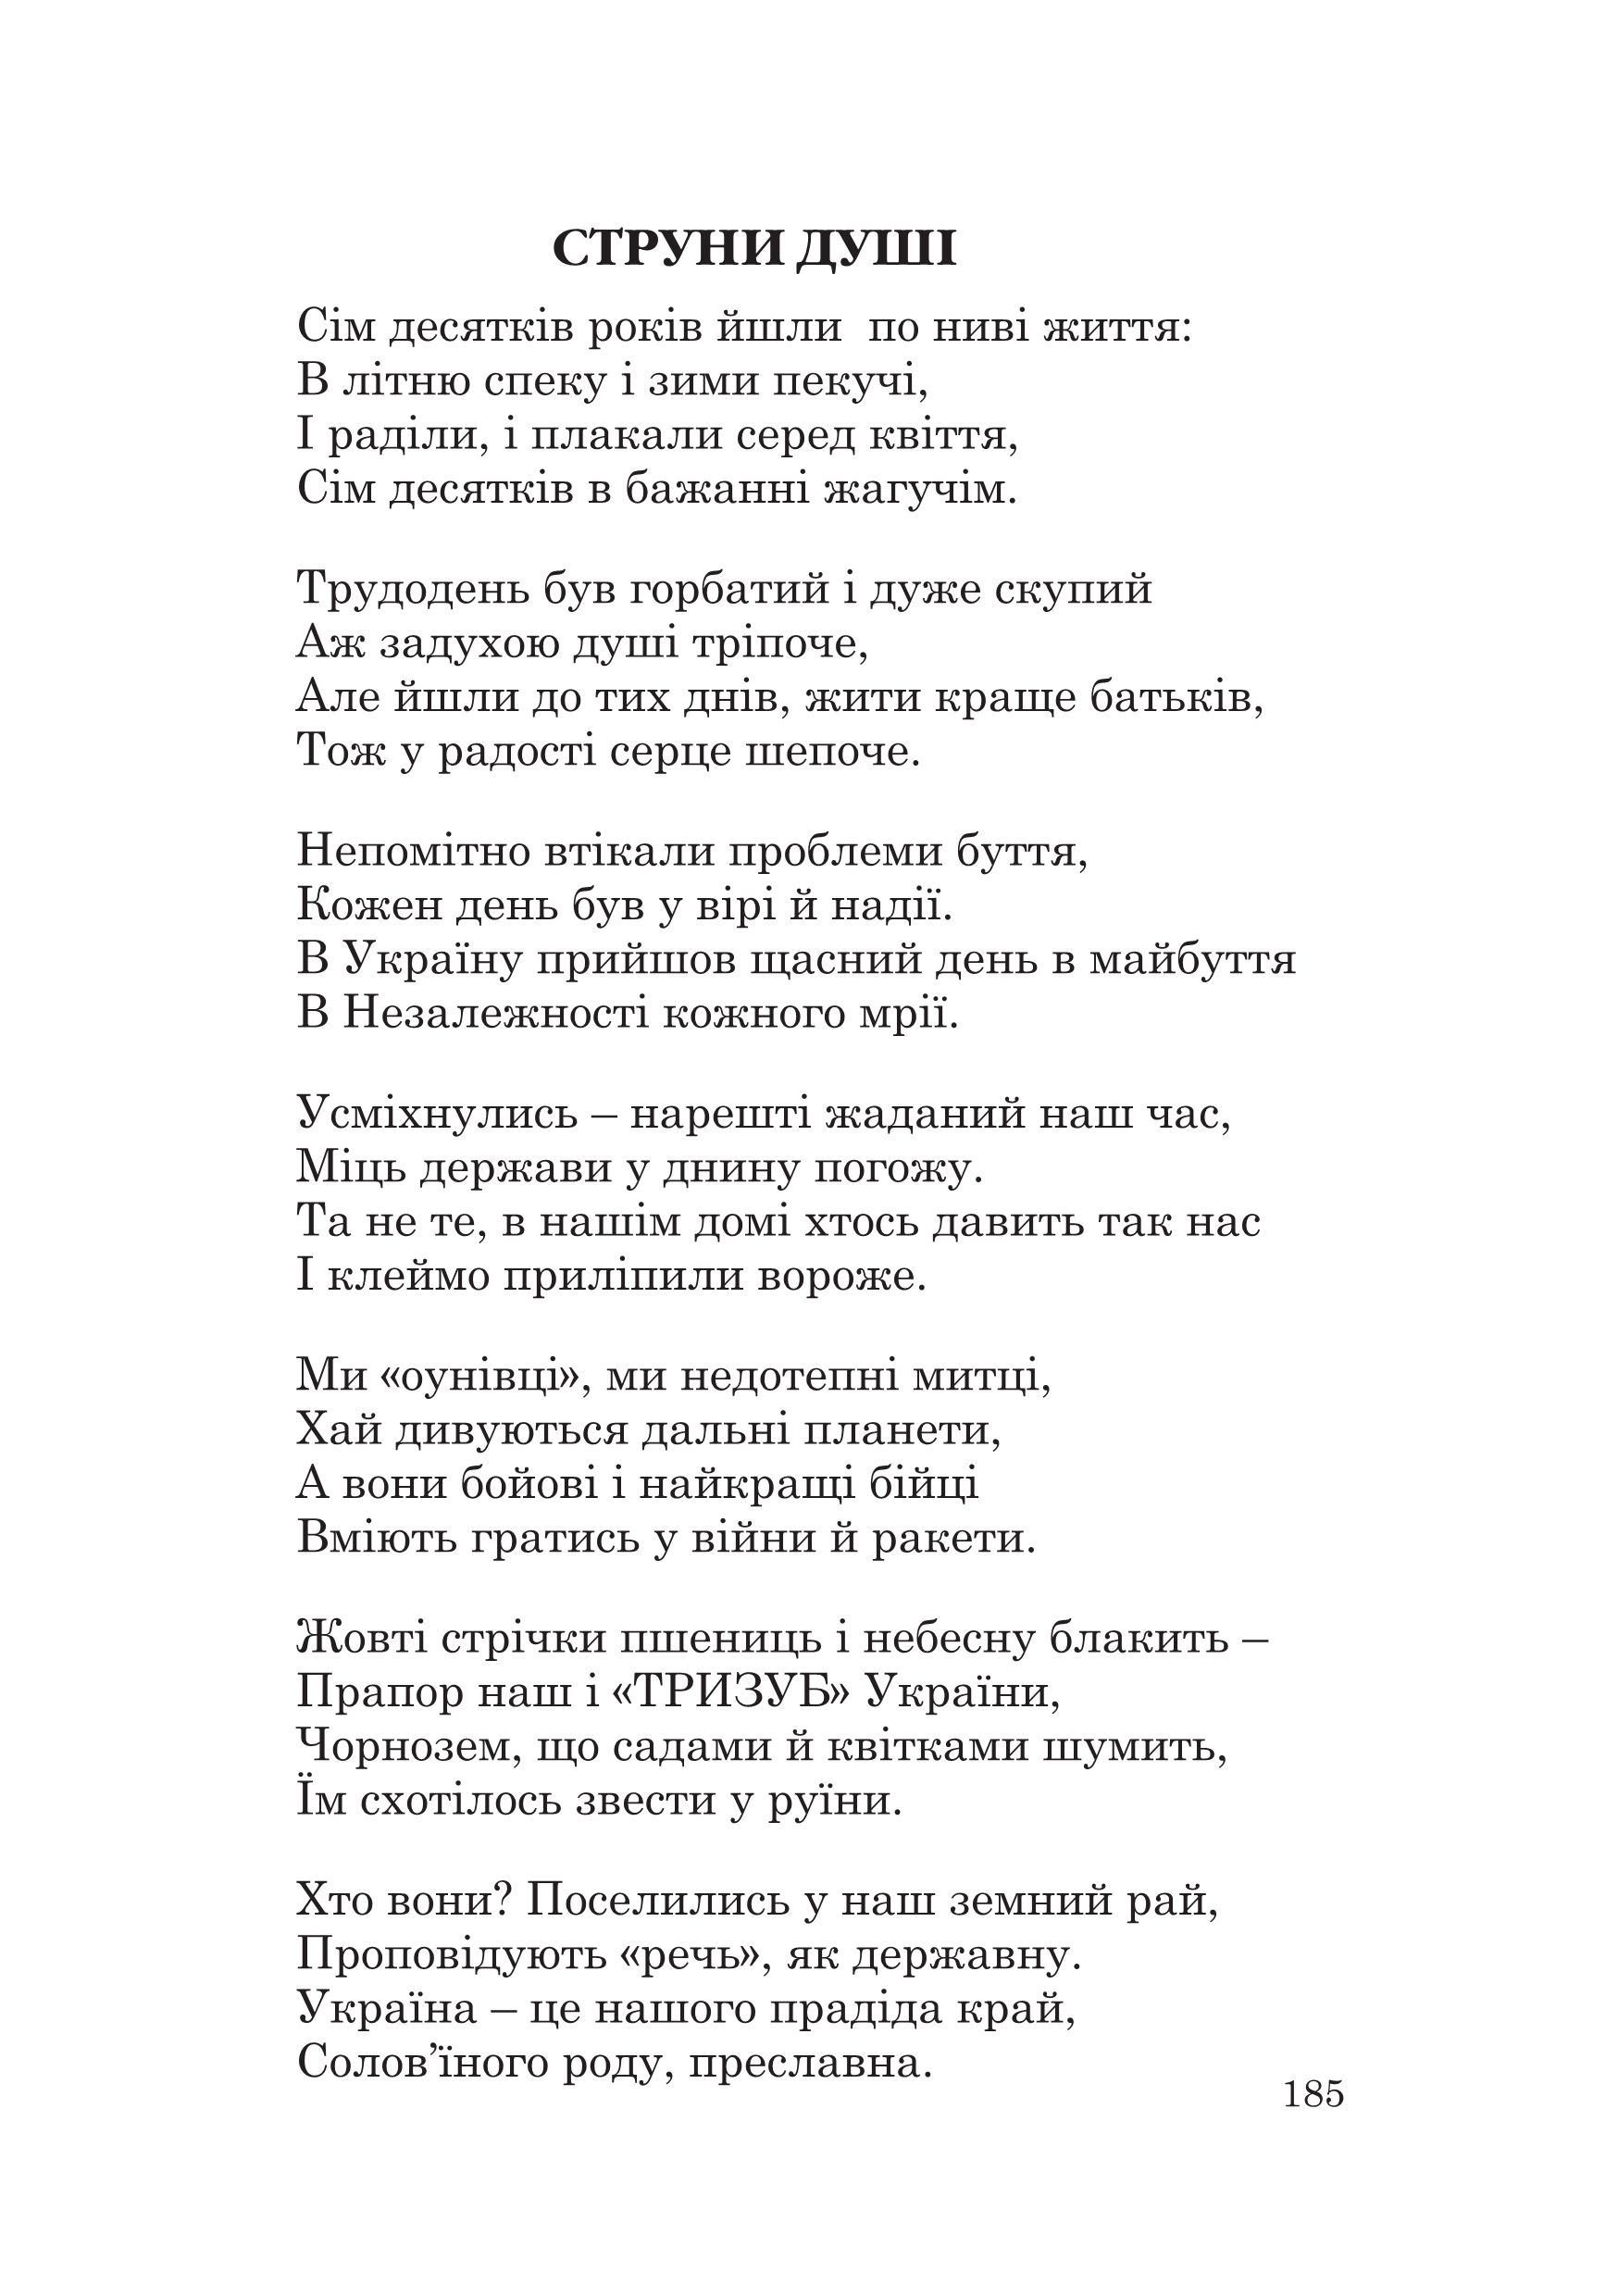 СТРУНИ ДУШІ
Сім десятків років йшли  по ниві життя:
В літню спеку і зими пекучі,
І раділи, і плакали серед квіття,
Сім десятків в бажанні жагучім.

Трудодень був горбатий і дуже скупий
Аж задухою душі тріпоче,
Але йшли до тих днів, жити краще батьків,
Тож у радості серце шепоче.

Непомітно втікали проблеми буття,
Кожен день був у вірі й надії.
В Україну прийшов щасний день в майбуття
В Незалежності кожного мрії.

Усміхнулись – нарешті жаданий наш час,
Міць держави у днину погожу.
Та не те, в нашім домі хтось давить так нас
І клеймо приліпили вороже.

Ми «оунівці», ми недотепні митці,
Хай дивуються дальні планети,
А вони бойові і найкращі бійці
Вміють гратись у війни й ракети.

Жовті стрічки пшениць і небесну блакить –
Прапор наш і «ТРИЗУБ» України,
Чорнозем, що садами й квітками шумить,
Їм схотілось звести у руїни.

Хто вони? Поселились у наш земний рай,
Проповідують «речь», як державну.
Україна – це нашого прадіда край,
Солов’їного роду, преславна.
185